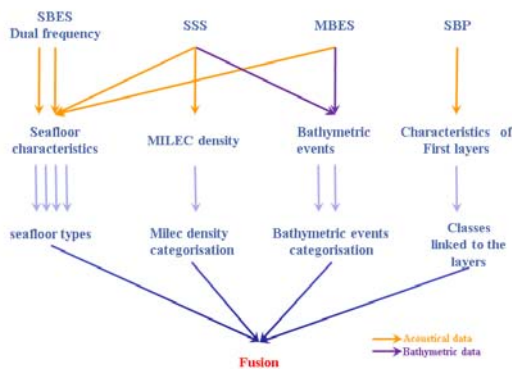 SBES
Dual frequency
SSS
MBES
SBP
Seafloor
characteristics
MILEC density
Bathymetric
events
Characteristics of
First layers
seafloor types
Milec density
categorisation
Bathymetric events
categorisation
Classes
linked to the
layers
Acoustical data
Bathymetric data
Fusion